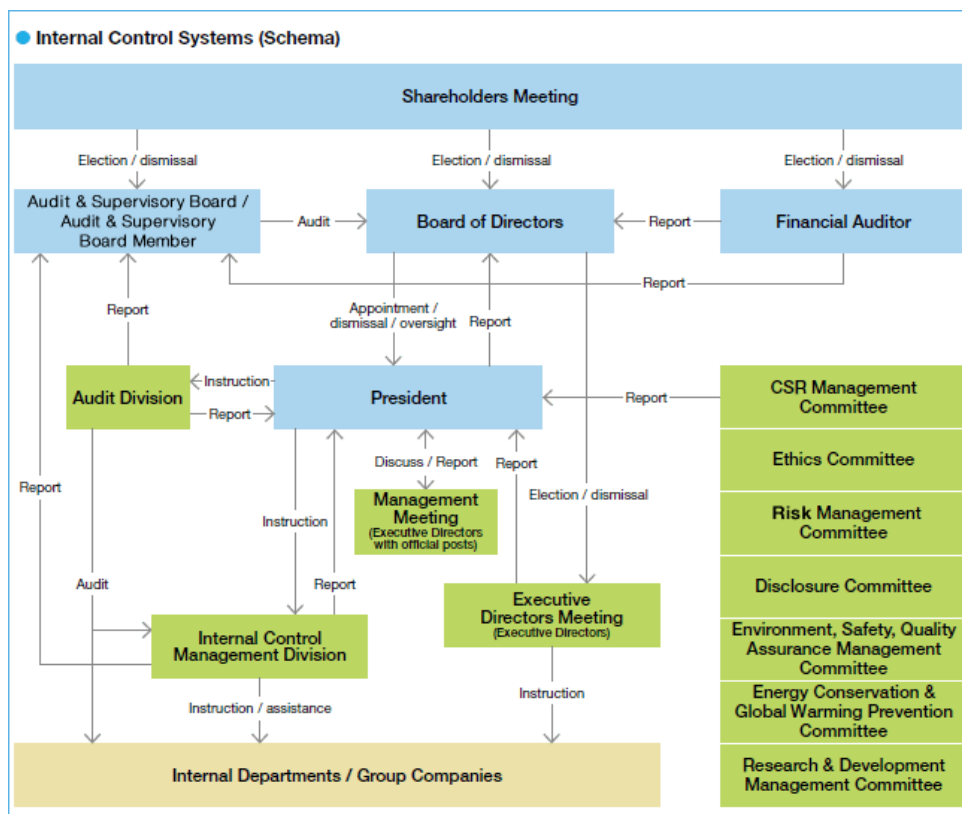 Internal Control Systems (Schema)
Shareholders Meeting
Election / dismissal
Election / dismissal
Election / dismissal
Audit & Supervisory Board /
Audit & Supervisory
Board Member
Audit
Board of Directors
Report
Financial Auditor
Report
Report
Appointment /
dismissal / oversight
Report
Audit Division
Instruction
Report
President
Report
CSR Management
Committee
Ethics Committee
Risk Management
Committee
Disclosure Committee
Environment, Safety, Quality
Assurance Management
Committee
Energy Conservation &
Global Warming Prevention
Committee
Research & Development
Management Committee
Report
Instruction
Discuss / Report
Report
Election / dismissal
Management
Meeting
(Executive Directors
with official posts)
Audit
Report
Internal Control
Management Division
Executive
Directors Meeting
(Executive Directors)
Instruction / assistance
Instruction
Internal Departments / Group Companies